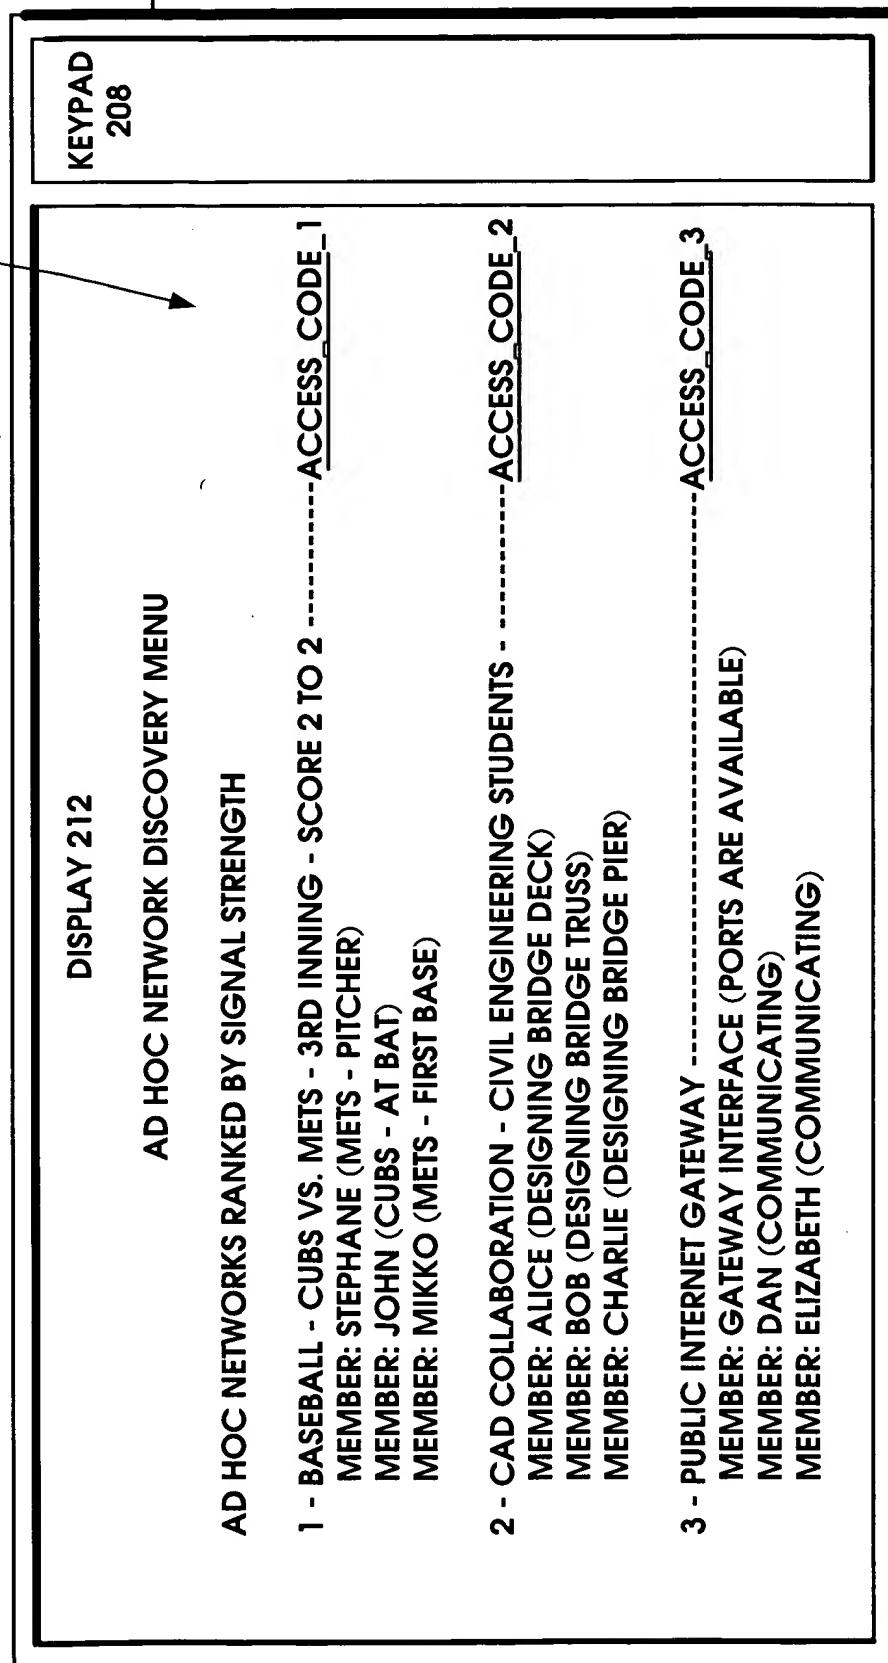 DISPLAY 212
AD HOC NETWORK DISCOVERY MENU
AD HOC NETWORKS RANKED BY SIGNAL STRENGTH
1 - BASEBALL - CUBS VS. METS - 3RD INNING - SCORE 2 TO 2 -------------ACCESS_CODE_1
MEMBER: STEPHANE (METS - PITCHER)
MEMBER: JOHN (CUBS - AT BAT)
MEMBER: MIKKO (METS - FIRST BASE)
2 - CAD COLLABORATION - CIVIL ENGINEERING STUDENTS - -------------ACCESS_CODE_2
MEMBER: ALICE (DESIGNING BRIDGE DECK)
MEMBER: BOB (DESIGNING BRIDGE TRUSS)
MEMBER: CHARLIE (DESIGNING BRIDGE PIER)
3 - PUBLIC INTERNET GATEWAY --------------------------------------------------------ACCESS_CODE_3
MEMBER: GATEWAY INTERFACE (PORTS ARE AVAILABLE)
MEMBER: DAN (COMMUNICATING)
MEMBER: ELIZABETH (COMMUNICATING)
KEYPAD
208